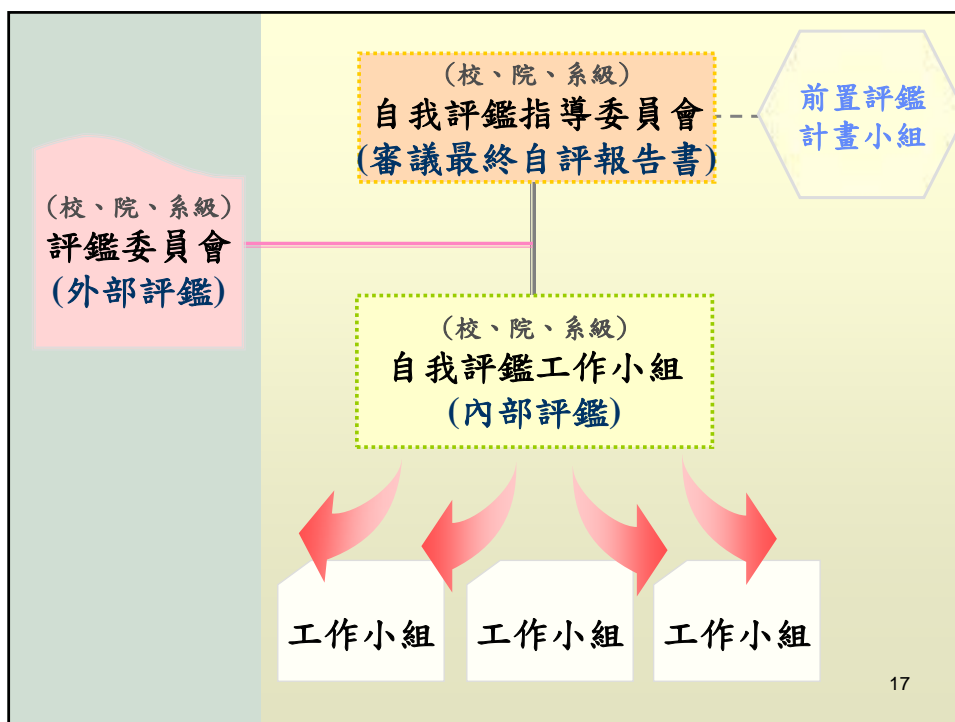 (校、院、系級)
自我評鑑指導委員會
(審議最終自評報告書)
前置評鑑
計畫小組
(校、院、系級)
評鑑委員會
(外部評鑑)
(校、院、系級)
自我評鑑工作小組
(內部評鑑)
工作小組
工作小組
工作小組
17